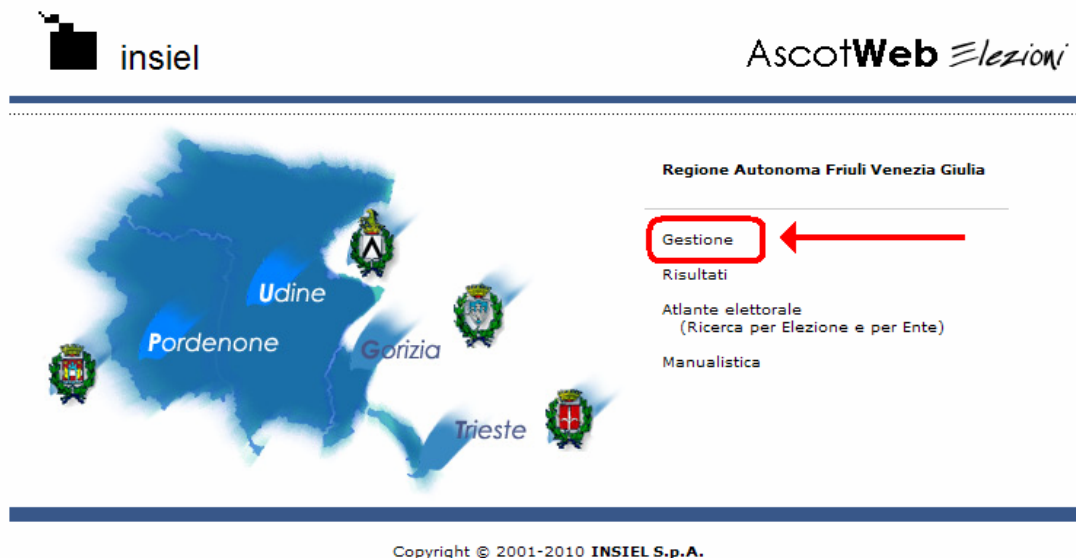 insiel
AscotWeb Elezioni
Regione Autonoma Friuli Venezia Giulia
Gestione
Risultati
Atlante elettorale
(Ricerca per Elezione e per Ente)
Manualistica
Udine
Pordenone
Gorizia
Trieste
Copyright © 2001-2010 INSIEL S.p.A.